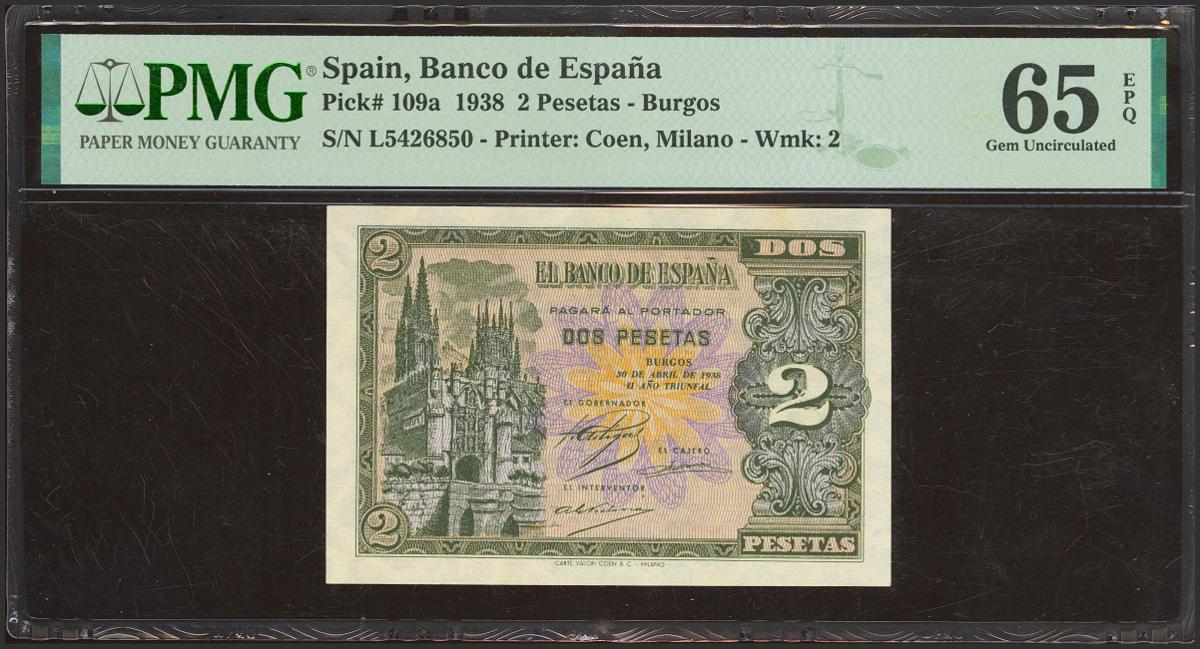 PMG®
PAPER MONEY GUARANTY
Spain, Banco de España
Pick# 109a 1938 2 Pesetas - Burgos
S/N L5426850 - Printer: Coen, Milano - Wmk: 2
65 EPQ
Gem Uncirculated
2
DOS
EL BANCO DE ESPAÑA
PAGARÁ AL PORTADOR
DOS PESETAS
BURGOS
30 DE ABRIL DE 1938
II AÑO TRIUNFAL
2
EL GOBERNADOR
EL CAJERO
EL INTERVENTOR
2
PESETAS
CARTE VALORI COEN & C. - MILANO